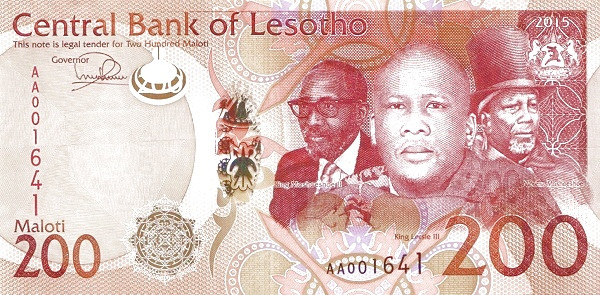 Central Bank of Lesotho
This note is legal tender for Two Hundred Maloti
Governor
AA001641
200
Maloti
AA001641
King Letsie III
200
2015